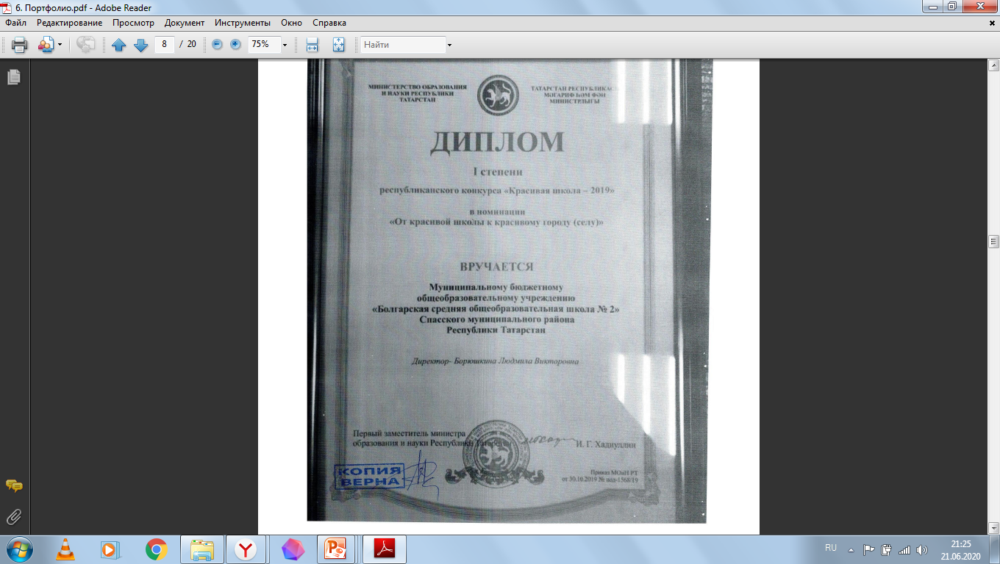 6. Портфолио.pdf - Adobe Reader
Файл Редактирование Просмотр Документ Инструменты Окно Справка
8 / 20 75% Найти
МИНИСТЕРСТВО ОБРАЗОВАНИЯ
И НАУКИ РЕСПУБЛИКИ
ТАТАРСТАН
ТАТАРСТАН РЕСПУБЛИКАСЫ
МӘГАРИФ ҺӘМ ФӘН
МИНИСТРЛЫГЫ
ДИПЛОМ
I степени
республиканского конкурса «Красивая школа – 2019»
в номинации
«От красивой школы к красивому городу (селу)»
ВРУЧАЕТСЯ
Муниципальному бюджетному
общеобразовательному учреждению
«Болгарская средняя общеобразовательная школа № 2»
Спасского муниципального района
Республики Татарстан
Директор- Борюшкина Людмила Викторовна
Первый заместитель министра
образования и науки Республики Татарстан
И. Г. Хадиуллин
КОПИЯ
ВЕРНА
Приказ МОиН РТ
от 30.10.2019 № под-1568/19
RU
21:25
21.06.2020